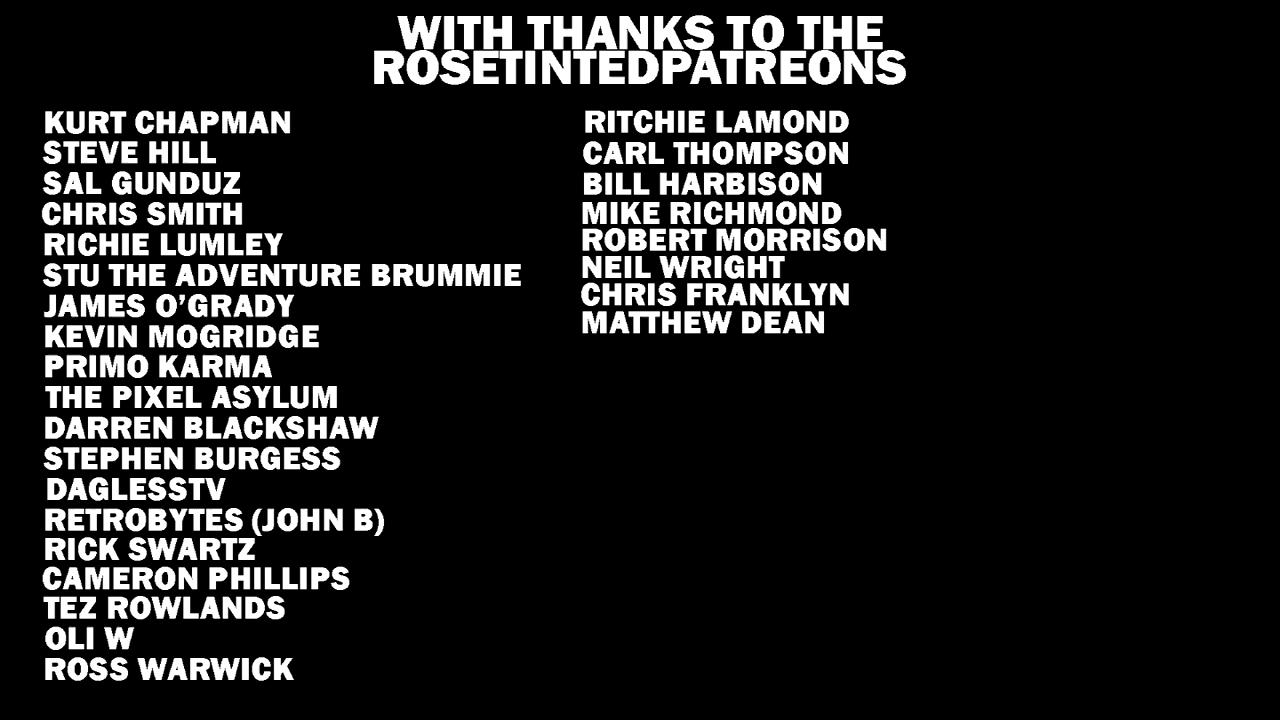 WITH THANKS TO THE
ROSETINTEDPATREONS
KURT CHAPMAN
STEVE HILL
SAL GUNDUZ
CHRIS SMITH
RICHIE LUMLEY
STU THE ADVENTURE BRUMMIE
JAMES O’GRADY
KEVIN MOGRIDGE
PRIMO KARMA
THE PIXEL ASYLUM
DARREN BLACKSHAW
STEPHEN BURGESS
DAGLESSTV
RETROBYTES (JOHN B)
RICK SWARTZ
CAMERON PHILLIPS
TEZ ROWLANDS
OLI W
ROSS WARWICK
RITCHIE LAMOND
CARL THOMPSON
BILL HARBISON
MIKE RICHMOND
ROBERT MORRISON
NEIL WRIGHT
CHRIS FRANKLYN
MATTHEW DEAN